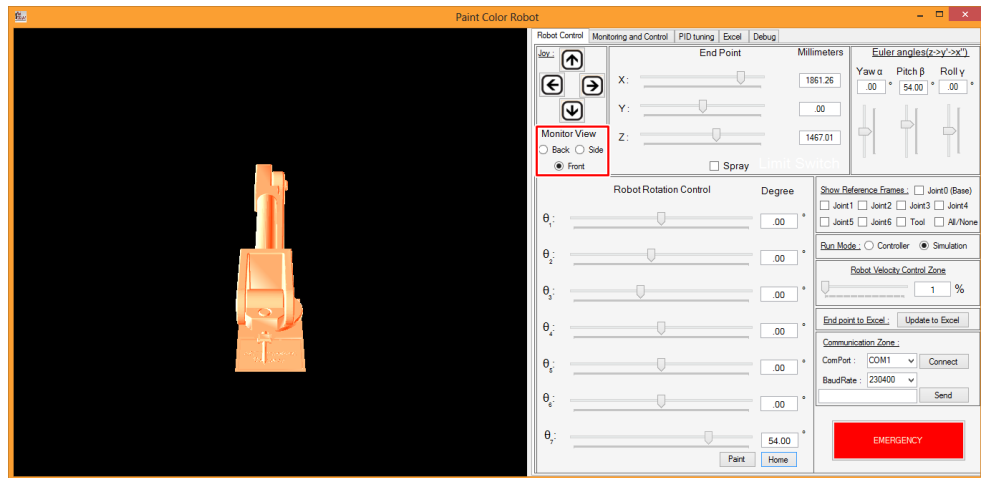 Paint Color Robot
Robot Control Monitoring and Control PID tuning Excel Debug
Joy :
End Point Millimeters
X: 1861.26
Y: .00
Z: 1467.01
Monitor View
Back Side
Front
Spray Limit Switch
Euler angles(z->y'->x'')
Yaw α Pitch β Roll γ
.00 ° 54.00 ° .00 °
Robot Rotation Control Degree
θ1: .00 °
θ2: .00 °
θ3: .00 °
θ4: .00 °
θ5: .00 °
θ6: .00 °
θ7: 54.00 °
Paint Home
Show Reference Frames : Joint0 (Base)
Joint1 Joint2 Joint3 Joint4
Joint5 Joint6 Tool All/None
Run Mode : Controller Simulation
Robot Velocity Control Zone
1 %
End point to Excel : Update to Excel
Communication Zone :
ComPort : COM1 Connect
BaudRate : 230400
Send
EMERGENCY